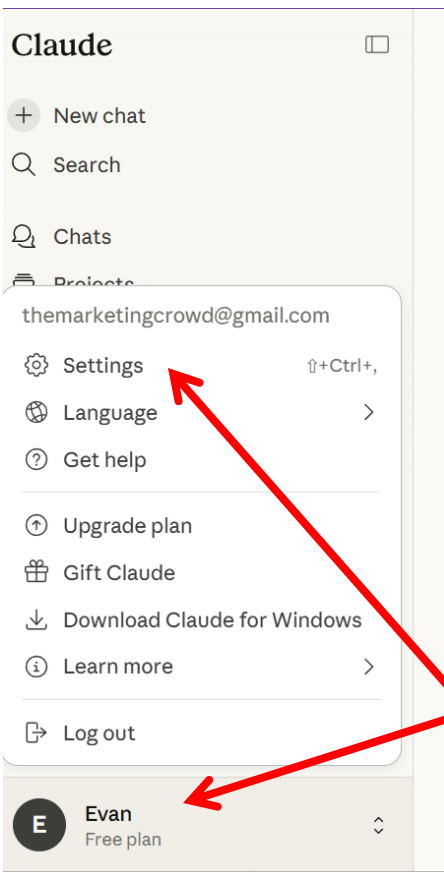 Claude
New chat
Search
Chats
Projects
themarketingcrowd@gmail.com
Settings ⇧+Ctrl+,
Language
Get help
Upgrade plan
Gift Claude
Download Claude for Windows
Learn more
Log out
E Evan
Free plan